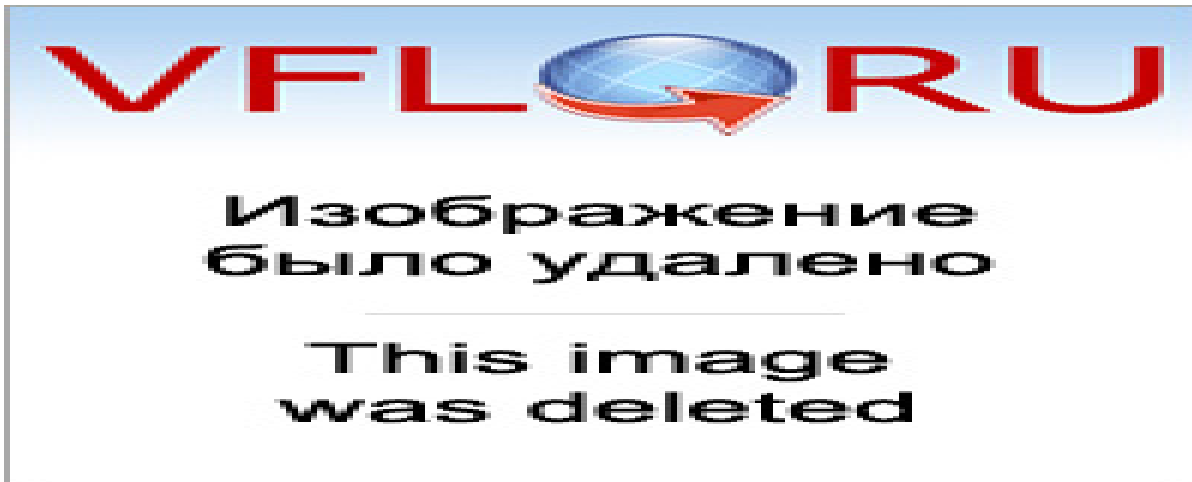 VFL RU
Изображение
было удалено
This image
was deleted